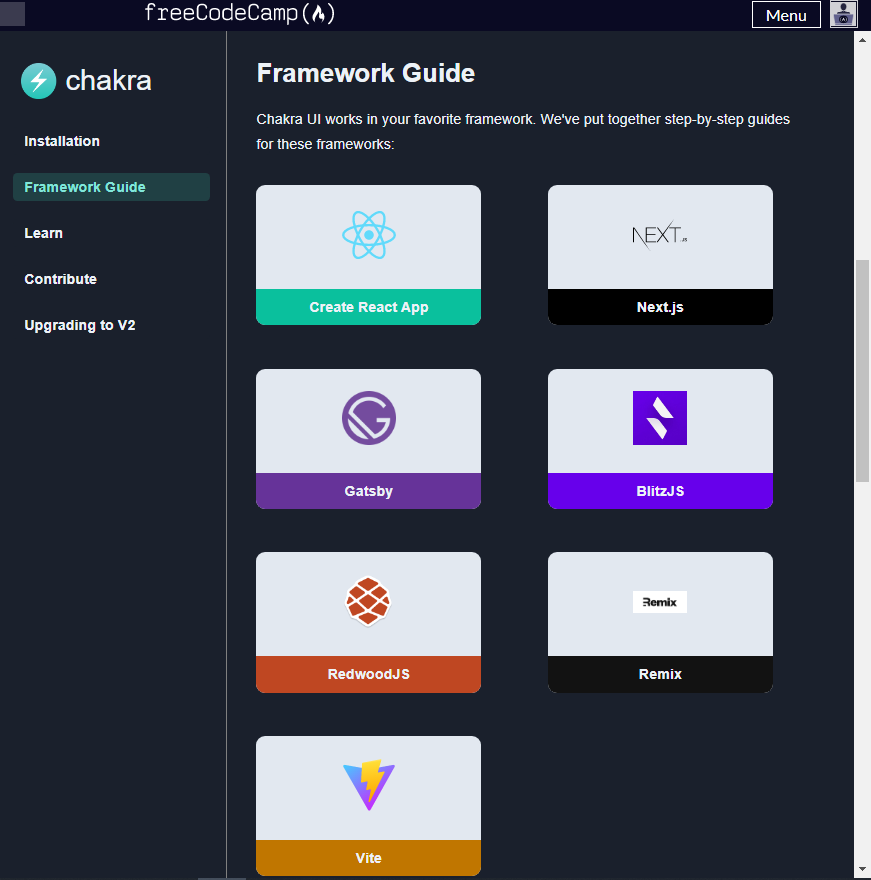 freeCodeCamp
Menu
chakra
Installation
Framework Guide
Learn
Contribute
Upgrading to V2
Framework Guide
Chakra UI works in your favorite framework. We've put together step-by-step guides
for these frameworks:
Create React App
NEXT.JS
Next.js
Gatsby
BlitzJS
RedwoodJS
Remix
Remix
Vite